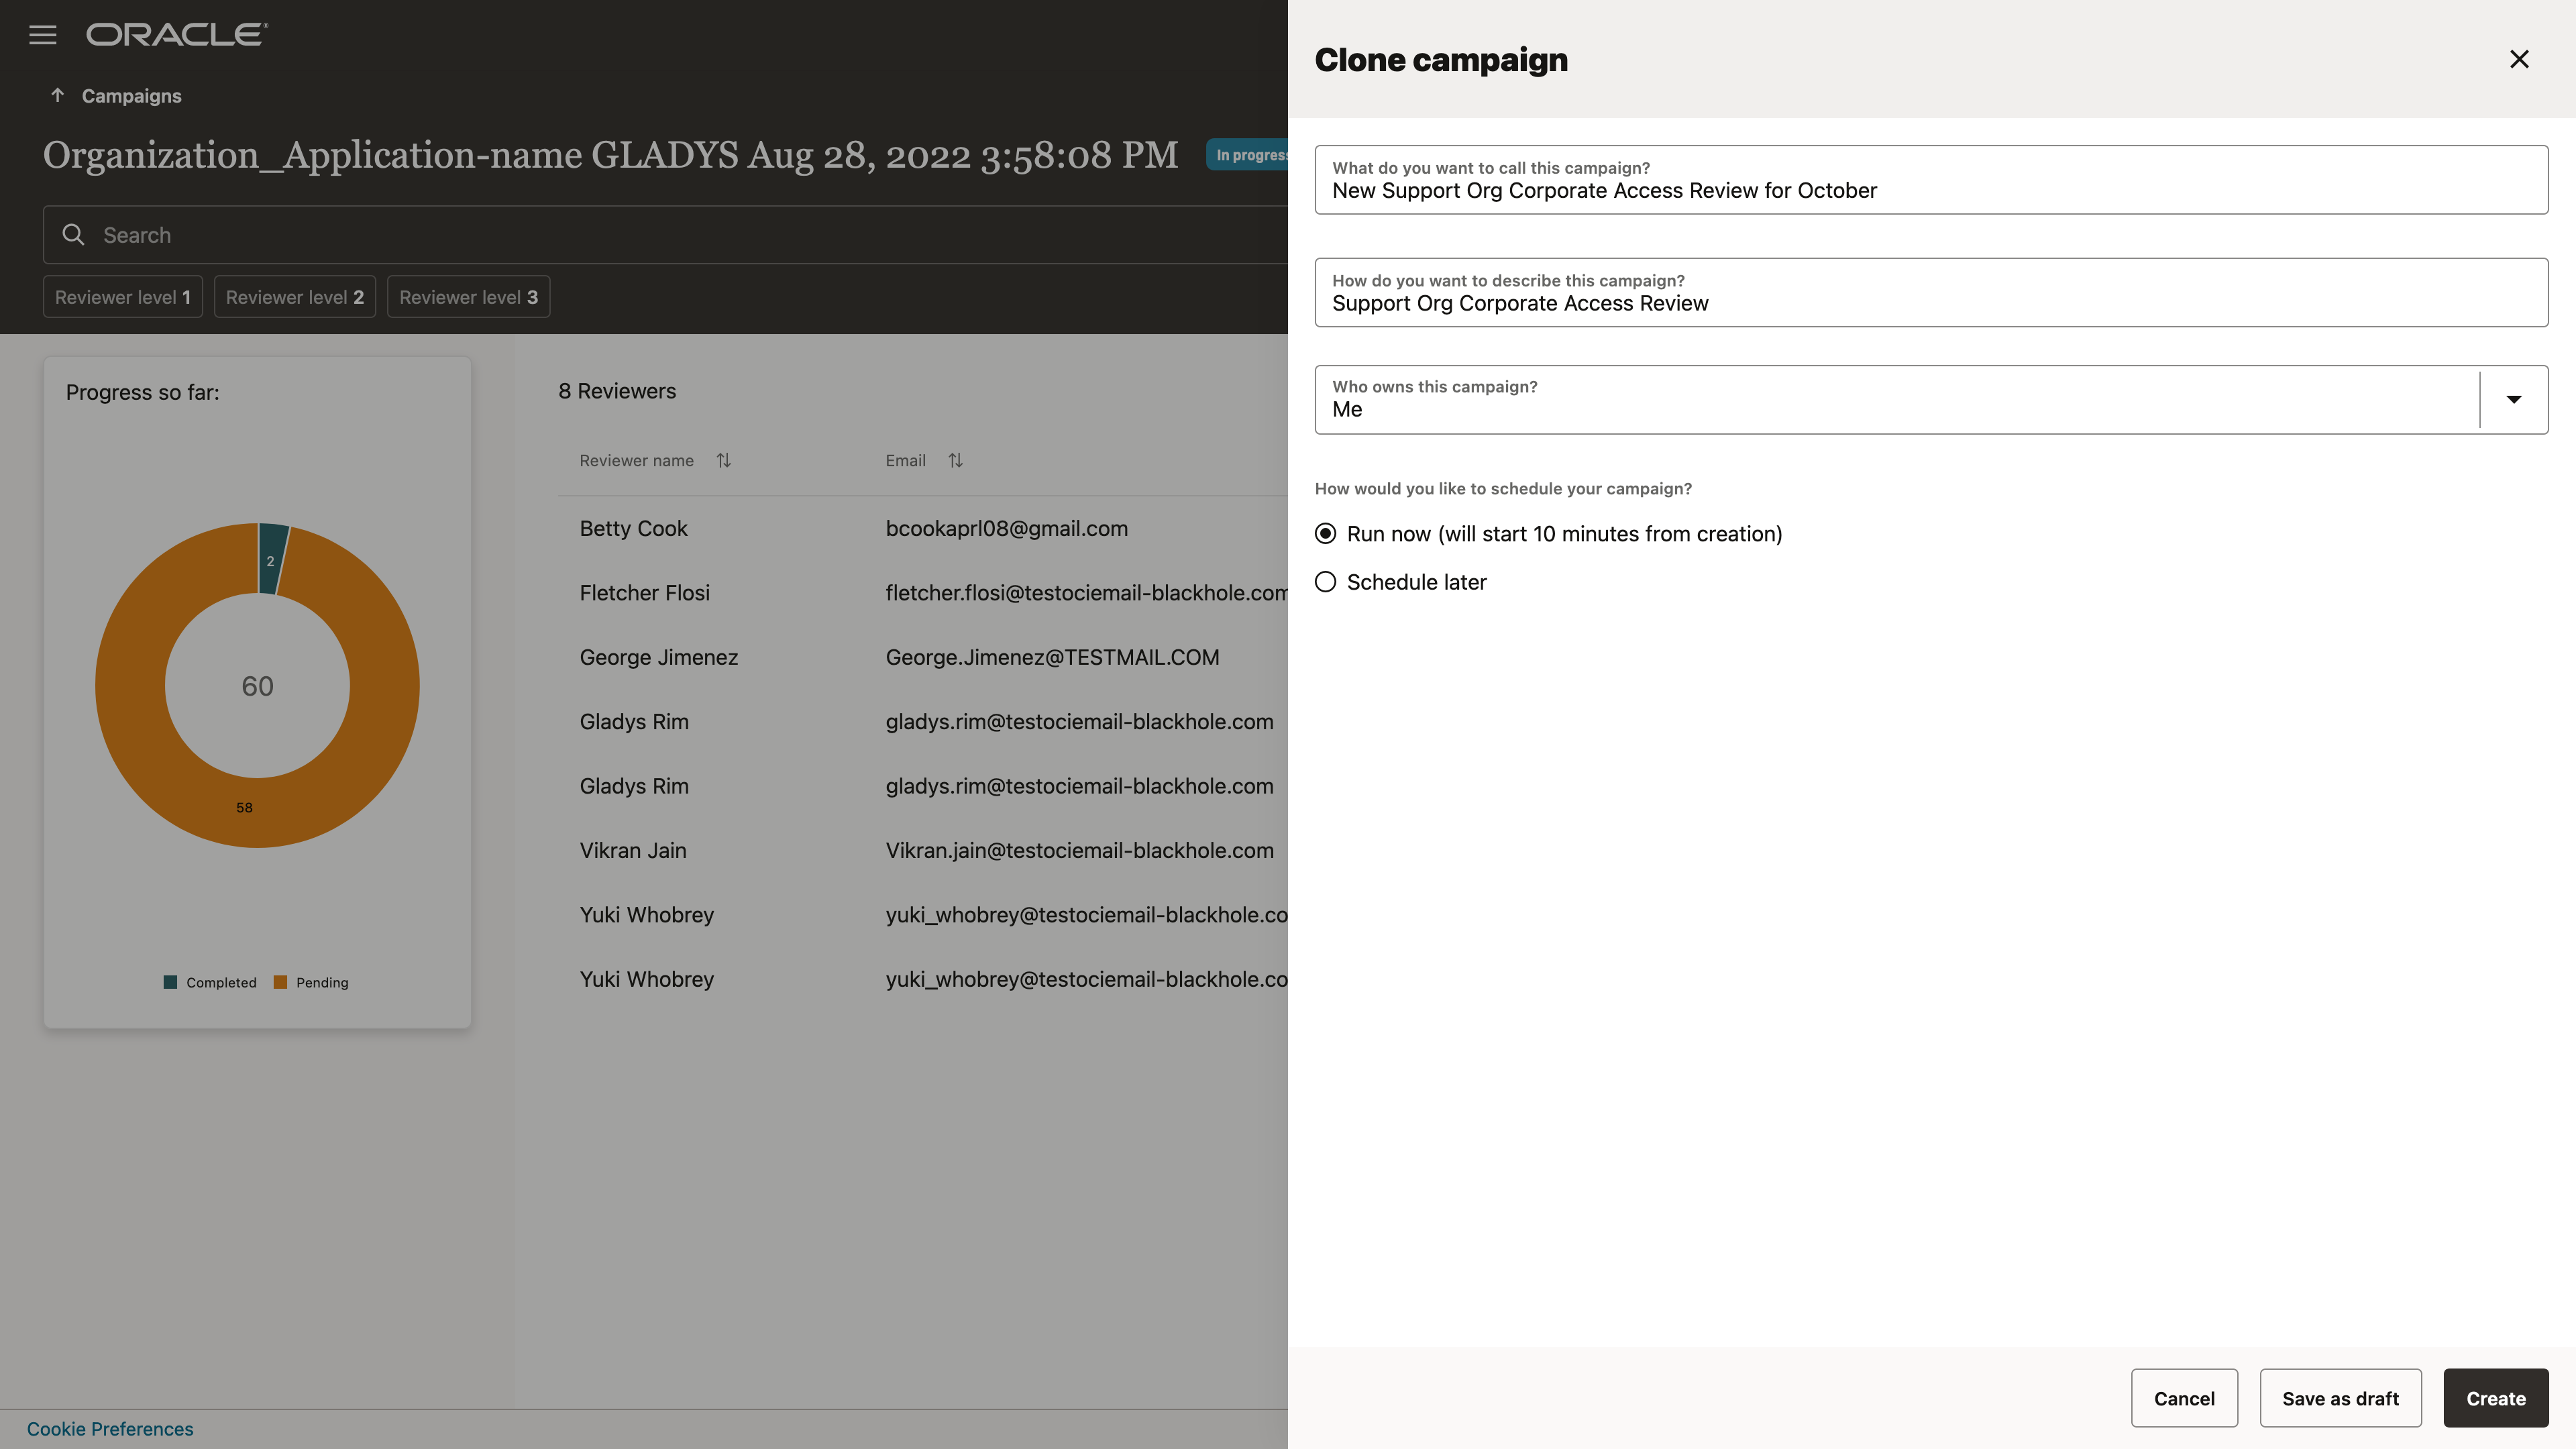 ORACLE
Campaigns
Organization_Application-name GLADYS Aug 28, 2022 3:58:08 PM
In progress
Search
Reviewer level 1
Reviewer level 2
Reviewer level 3
Progress so far:
2
60
58
Completed
Pending
8 Reviewers
Reviewer name Email
Betty Cook bcookaprl08@gmail.com
Fletcher Flosi fletcher.flosi@testociemail-blackhole.com
George Jimenez George.Jimenez@TESTMAIL.COM
Gladys Rim gladys.rim@testociemail-blackhole.com
Gladys Rim gladys.rim@testociemail-blackhole.com
Vikran Jain Vikran.jain@testociemail-blackhole.com
Yuki Whobrey yuki_whobrey@testociemail-blackhole.co
Yuki Whobrey yuki_whobrey@testociemail-blackhole.co
Cookie Preferences
Clone campaign
What do you want to call this campaign?
New Support Org Corporate Access Review for October
How do you want to describe this campaign?
Support Org Corporate Access Review
Who owns this campaign?
Me
How would you like to schedule your campaign?
Run now (will start 10 minutes from creation)
Schedule later
Cancel
Save as draft
Create